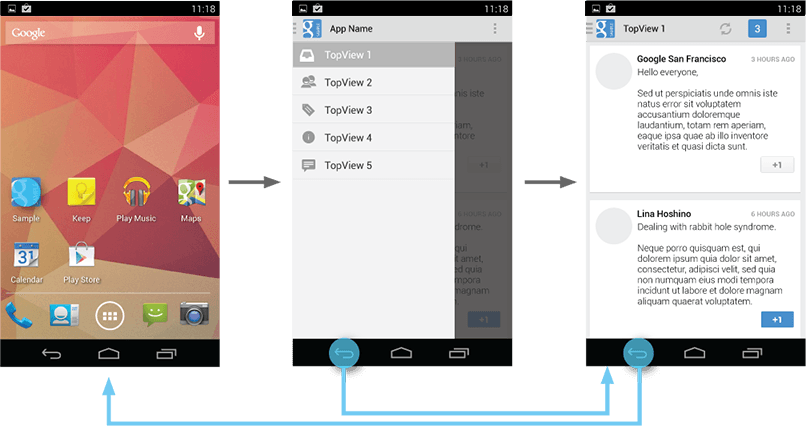 11:18
Google
Sample
Keep
Play Music
Maps
31
Calendar
Play Store
11:18
App Name
TopView 1
TopView 2
TopView 3
TopView 4
TopView 5
3 HOURS AGO
omnis iste
aperiam,
inventore
+1
6 HOURS AGO
syndrome.
qui
sit amet,
sed quia
tempora
magnam
+1
11:18
TopView 1
3
Google San Francisco
3 HOURS AGO
Hello everyone,
Sed ut perspiciatis unde omnis iste
natus error sit voluptatem
accusantium doloremque
laudantium, totam rem aperiam,
eaque ipsa quae ab illo inventore
veritatis et quasi dicta sunt.
+1
Lina Hoshino
6 HOURS AGO
Dealing with rabbit hole syndrome.
Neque porro quisquam est, qui
dolorem ipsum quia dolor sit amet,
consectetur, adipisci velit, sed quia
non numquam eius modi tempora
incidunt ut labore et dolore magnam
aliquam quaerat voluptatem.
+1